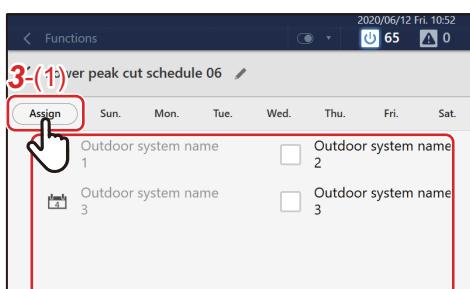 2020/06/12 Fri. 10:52
Functions 65 0
3-(1) wer peak cut schedule 06
Assign Sun. Mon. Tue. Wed. Thu. Fri. Sat.
Outdoor system name Outdoor system name
1 2
Outdoor system name Outdoor system name
4 3 3